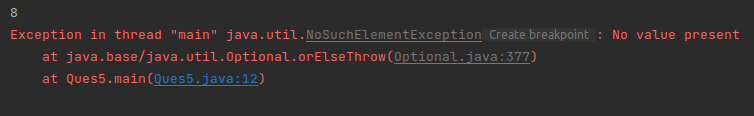 8
Exception in thread "main" java.util.NoSuchElementException Create breakpoint : No value present
at java.base/java.util.Optional.orElseThrow(Optional.java:377)
at Ques5.main(Ques5.java:12)